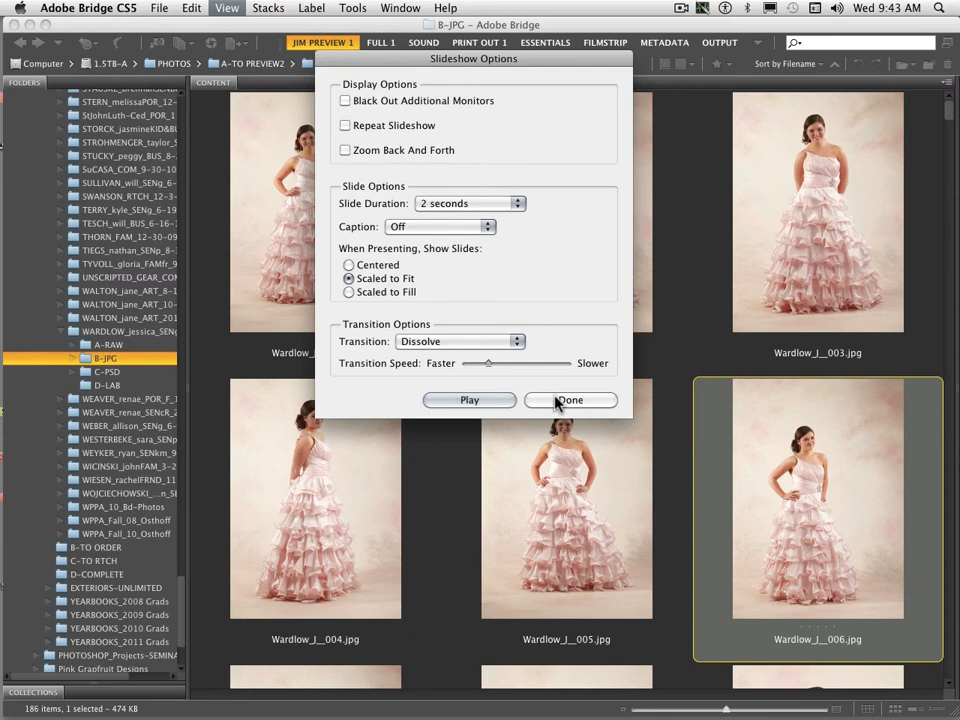 Adobe Bridge CS5 File Edit View Stacks Label Tools Window Help Wed 9:43 AM
B-JPG – Adobe Bridge
JIM PREVIEW 1 FULL 1 SOUND PRINT OUT 1 ESSENTIALS FILMSTRIP METADATA OUTPUT
Computer 1.5TB-A PHOTOS A-TO PREVIEW2 Sort by Filename
FOLDERS CONTENT
STERN_melissaPOR_12-
StJohnLuth-Ced_POR_1
STORCK_jasmineKID&BU
STROHMENGER_taylor_S
STUCKY_peggy_BUS_8-
SuCASA_COM_9-30-10
SULLIVAN_will_SENg_6-
SWANSON_RTCH_12-3-
TERRY_kyle_SENg_6-19
TESCH_will_BUS_6-16-
THORN_FAM_12-30-09
TIEGS_nathan_SENp_8-
TYVOLL_gloria_FAMfr_9
UNSCRIPTED_GEAR_CO
WALTON_jane_ART_8-1
WALTON_jane_ART_10-
WALTON_jane_ART_201
WARDLOW_jessica_SENg
A-RAW
B-JPG
C-PSD
D-LAB
WEAVER_renae_POR_F_1
WEAVER_renae_SENcR_2
WEBER_allison_SENg_6-
WESTERBEKE_sara_SENp
WEYKER_ryan_SENkm_9
WICINSKI_johnFAM_3-2
WIESEN_rachelFRND_11
WOJCIECHOWSKI_...n_SE
WPPA_10_Bd-Photos
WPPA_Fall_08_Osthoff
WPPA_Fall_10_Osthoff
B-TO ORDER
C-TO RTCH
D-COMPLETE
EXTERIORS-UNLIMITED
YEARBOOKS_2008 Grads
YEARBOOKS_2009 Grads
YEARBOOKS_2010 Grads
YEARBOOKS_2011 Grads
PHOTOSHOP_Projects-SEMINA
Pink Grapfruit Designs
COLLECTIONS
Slideshow Options
Display Options
Black Out Additional Monitors
Repeat Slideshow
Zoom Back And Forth
Slide Options
Slide Duration: 2 seconds
Caption: Off
When Presenting, Show Slides:
Centered
Scaled to Fit
Scaled to Fill
Transition Options
Transition: Dissolve
Transition Speed: Faster Slower
Play Done
Wardlow_J__003.jpg
Wardlow_J__004.jpg Wardlow_J__005.jpg Wardlow_J__006.jpg
186 items, 1 selected – 474 KB